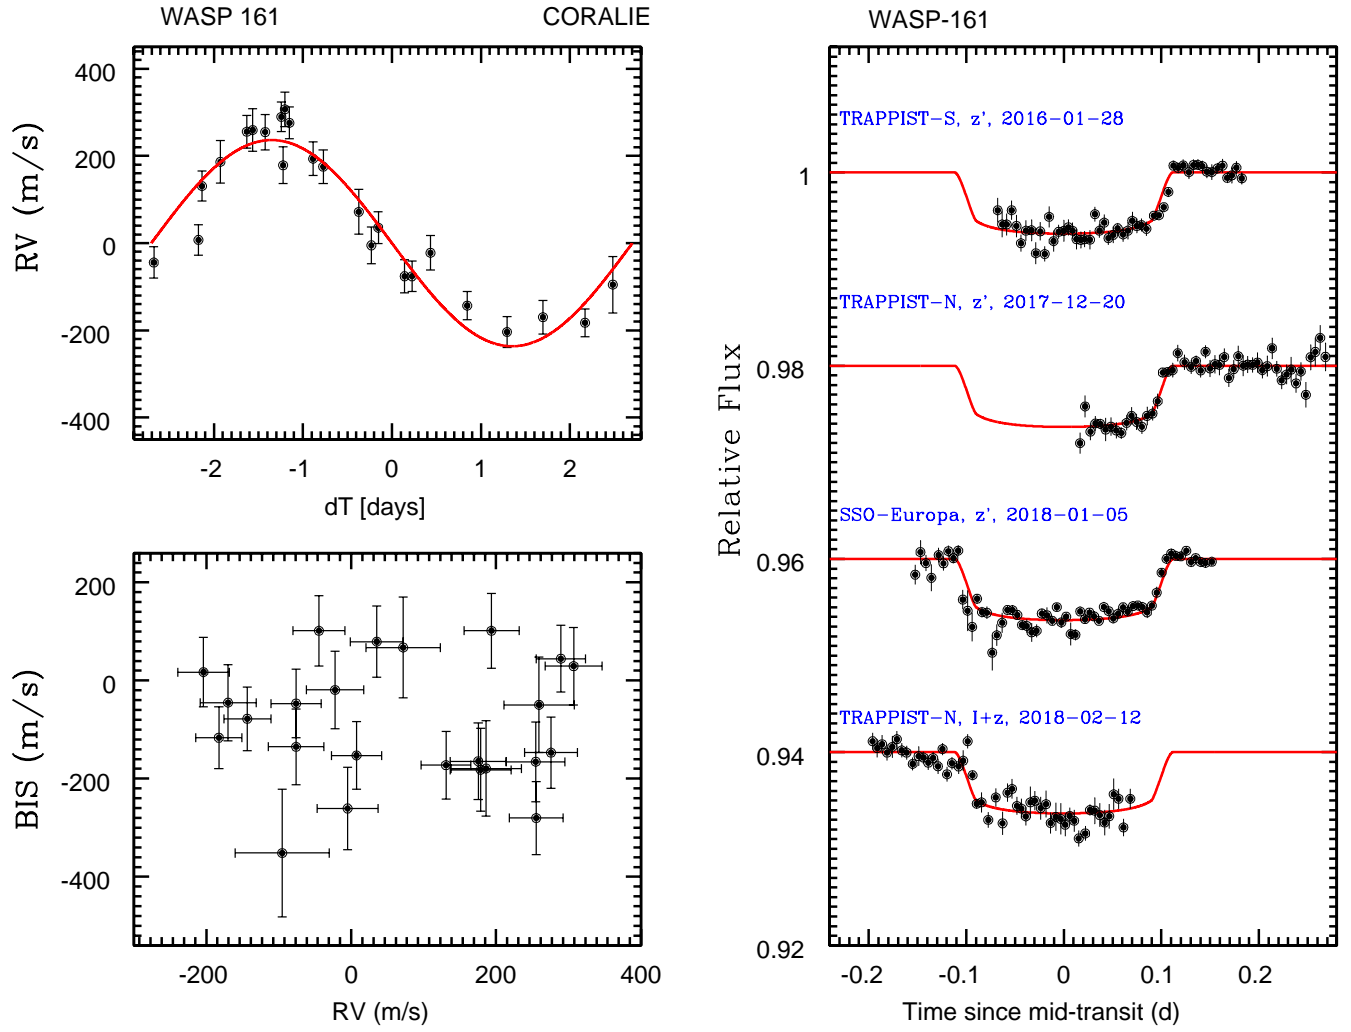 WASP 161 CORALIE
RV (m/s)
400
200
0
-200
-400
-2 -1 0 1 2
dT [days]
BIS (m/s)
200
0
-200
-400
-200 0 200 400
RV (m/s)
WASP-161
Relative Flux
TRAPPIST-S, z', 2016-01-28
1
TRAPPIST-N, z', 2017-12-20
0.98
SSO-Europa, z', 2018-01-05
0.96
TRAPPIST-N, I+z, 2018-02-12
0.94
0.92
-0.2 -0.1 0 0.1 0.2
Time since mid-transit (d)